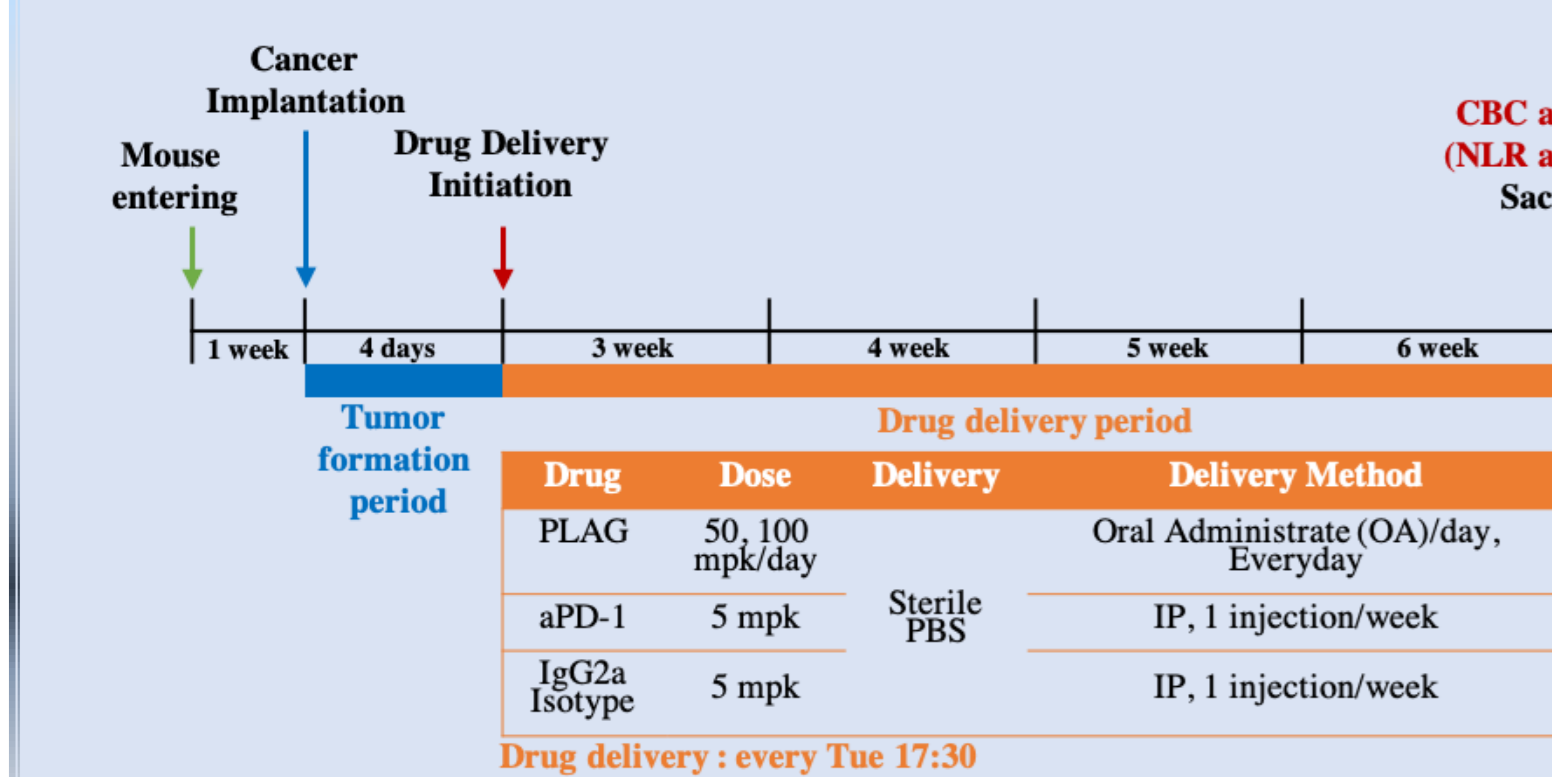 Cancer
Implantation
Mouse
entering
Drug Delivery
Initiation
CBC a
(NLR a
Sac
1 week
4 days
3 week
4 week
5 week
6 week
Tumor
formation
period
Drug delivery period
Drug Dose Delivery Delivery Method
PLAG
50, 100
mpk/day
Sterile
PBS
Oral Administrate (OA)/day,
Everyday
aPD-1 5 mpk IP, 1 injection/week
IgG2a
Isotype
5 mpk IP, 1 injection/week
Drug delivery : every Tue 17:30